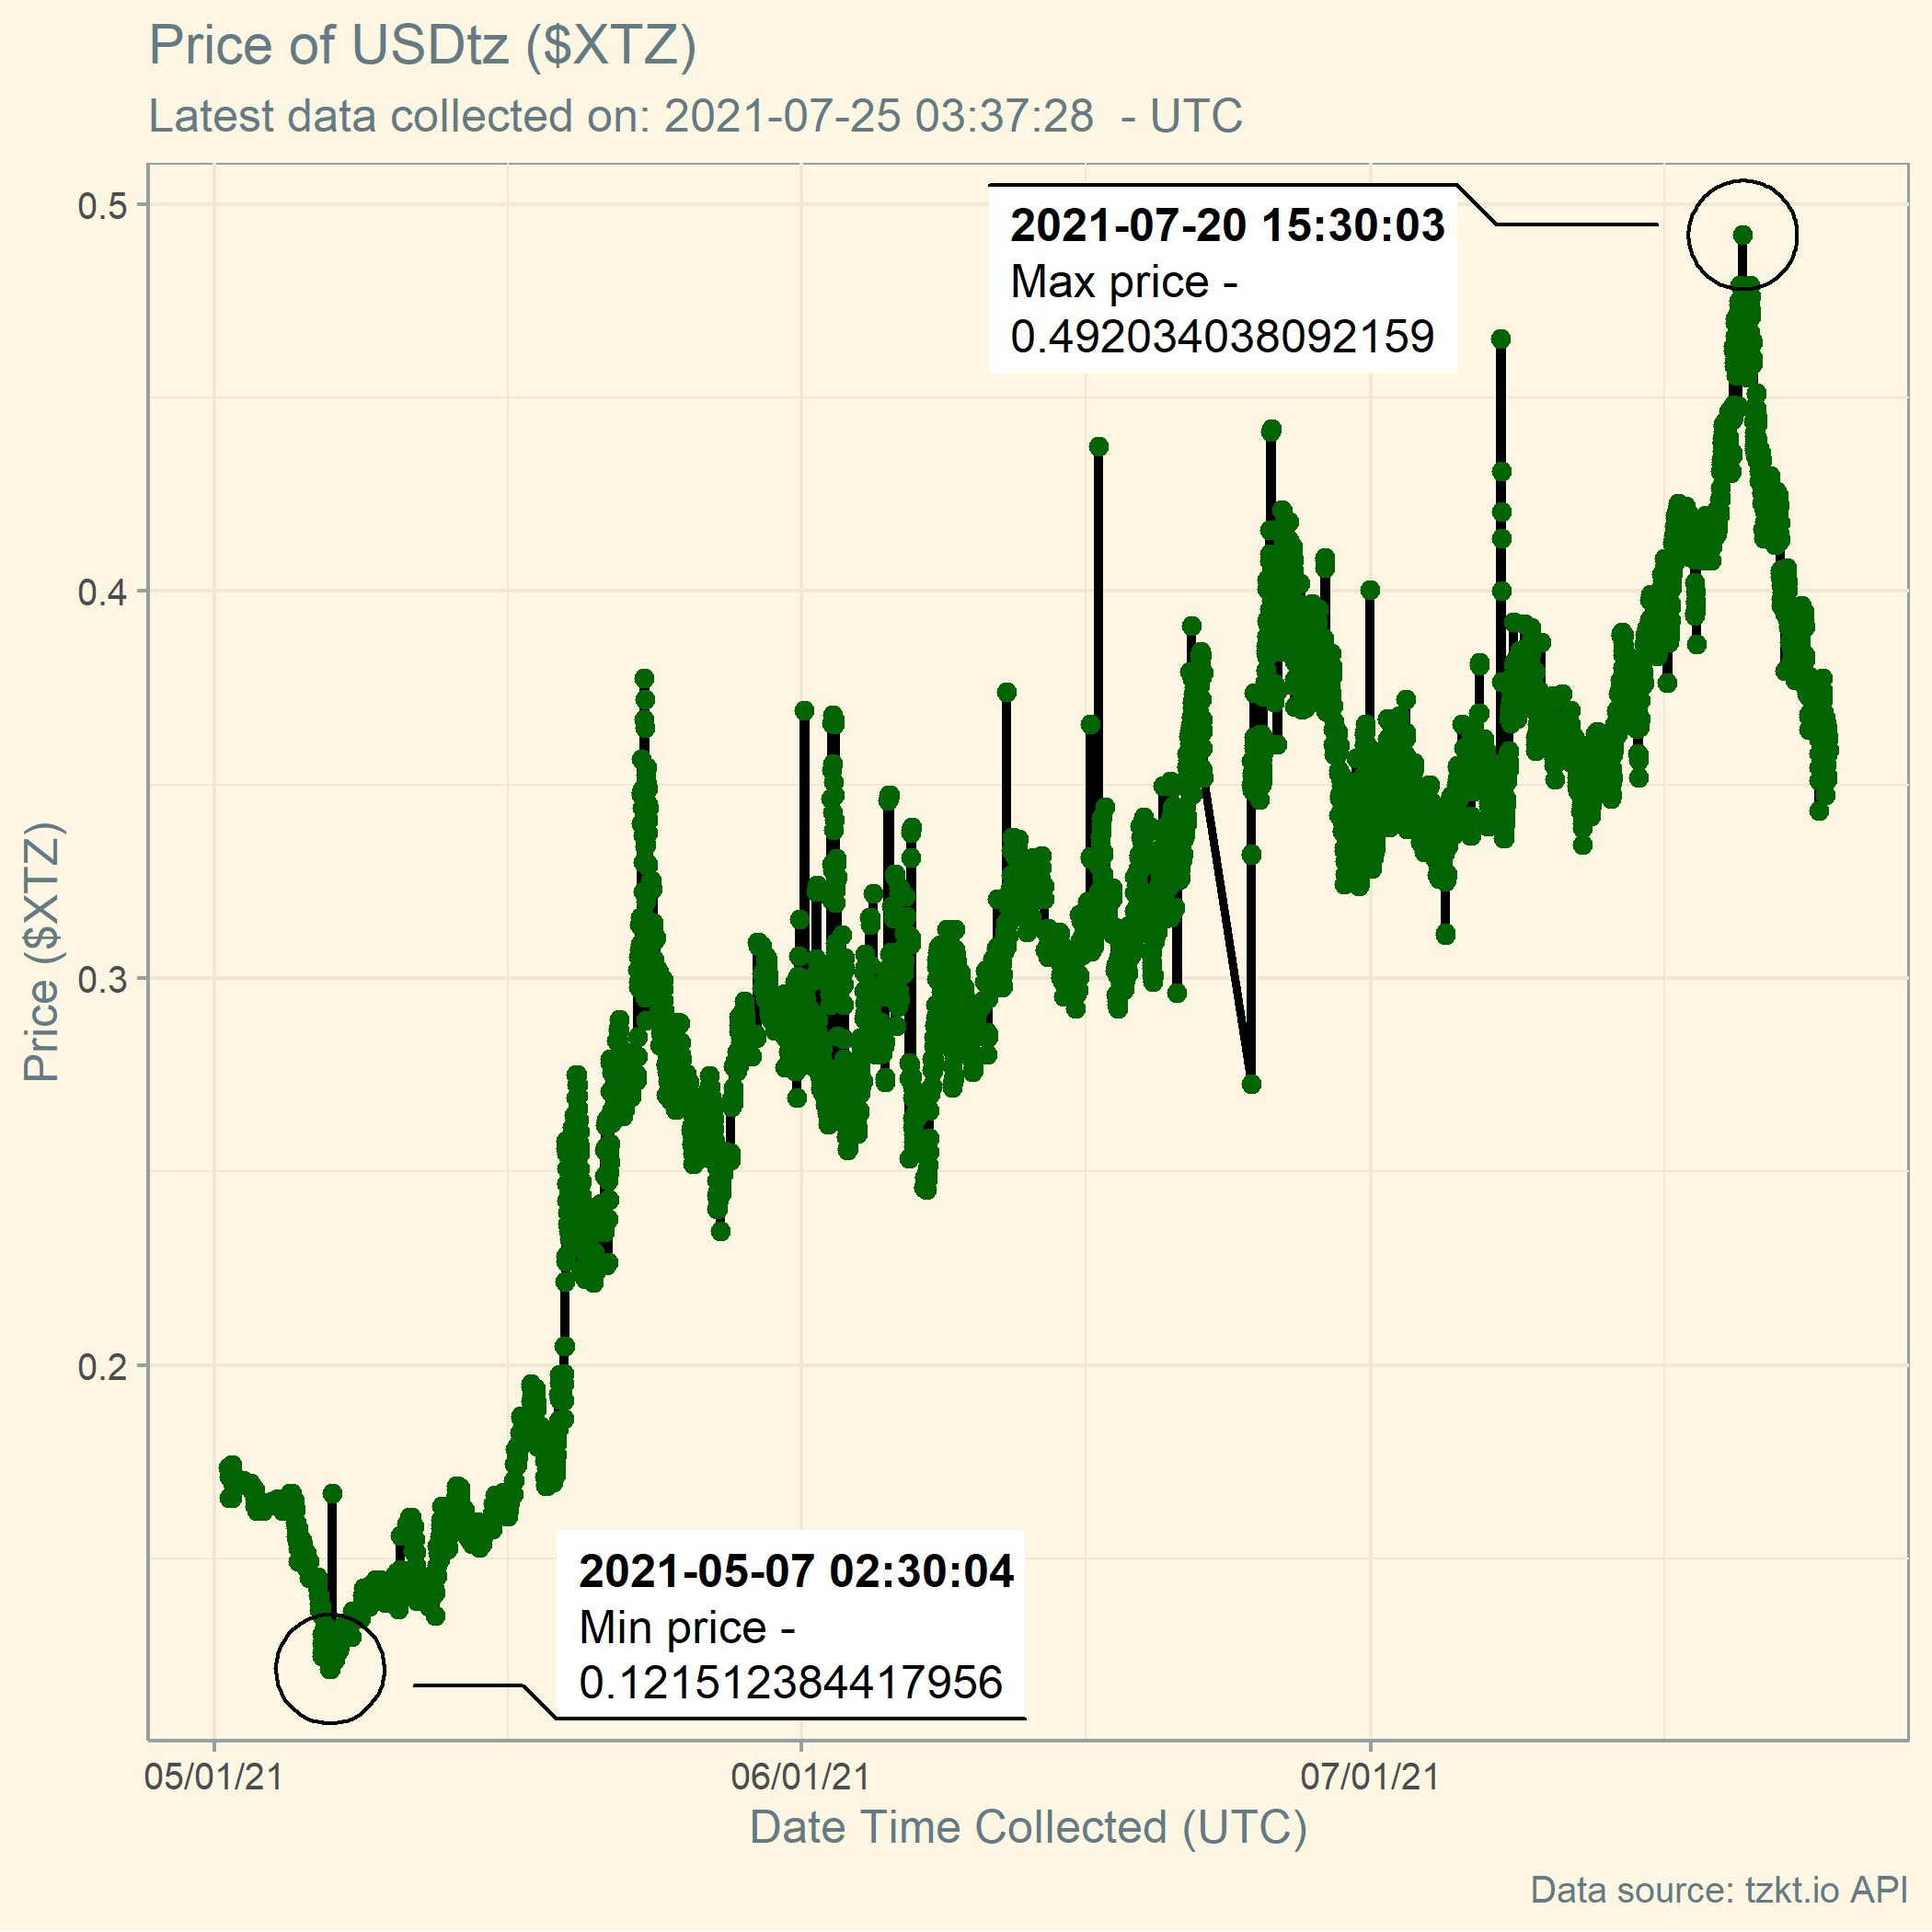 Price of USDtz ($XTZ)
Latest data collected on: 2021-07-25 03:37:28  - UTC
0.5
0.4
0.3
0.2
Price ($XTZ)
2021-07-20 15:30:03
Max price -
0.492034038092159
2021-05-07 02:30:04
Min price -
0.121512384417956
05/01/21
06/01/21
07/01/21
Date Time Collected (UTC)
Data source: tzkt.io API